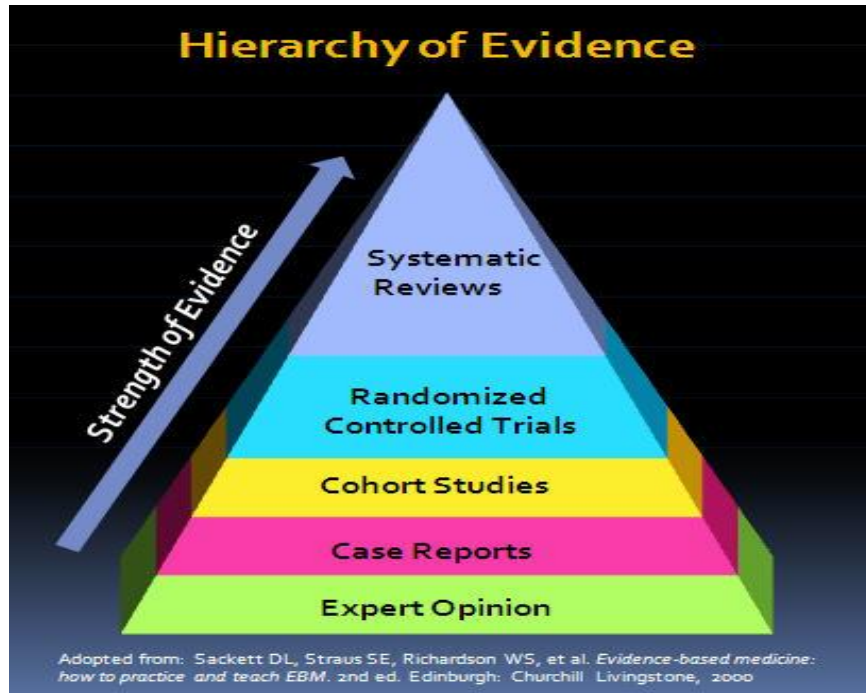 Hierarchy of Evidence
Strength of Evidence
Systematic
Reviews
Randomized
Controlled Trials
Cohort Studies
Case Reports
Expert Opinion
Adopted from: Sackett DL, Straus SE, Richardson WS, et al. Evidence-based medicine:
how to practice and teach EBM. 2nd ed. Edinburgh: Churchill Livingstone, 2000